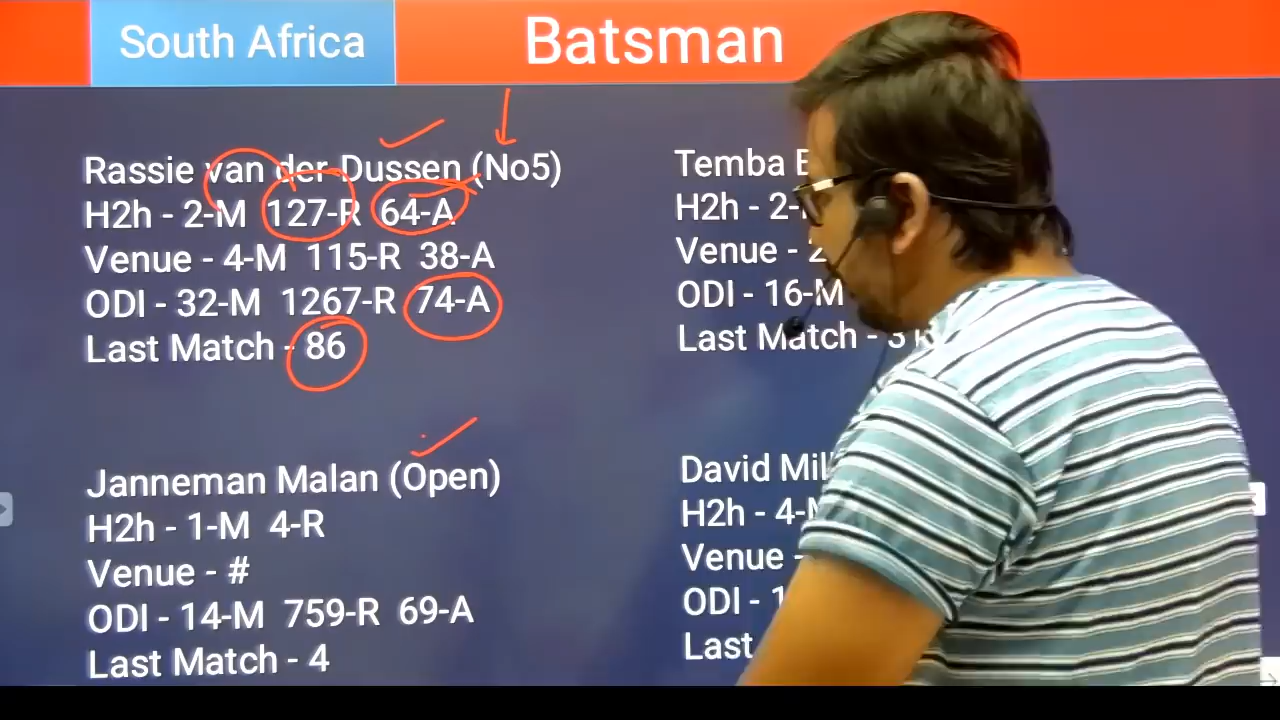 South Africa
Batsman
Rassie van der Dussen (No5)
H2h - 2-M 127-R 64-A
Venue - 4-M 115-R 38-A
ODI - 32-M 1267-R 74-A
Last Match - 86
Temba
H2h - 2-
Venue - 2
ODI - 16-M
Last Match - 31
Janneman Malan (Open)
H2h - 1-M 4-R
Venue - #
ODI - 14-M 759-R 69-A
Last Match - 4
David
H2h - 4-
Venue -
ODI - 1
Last